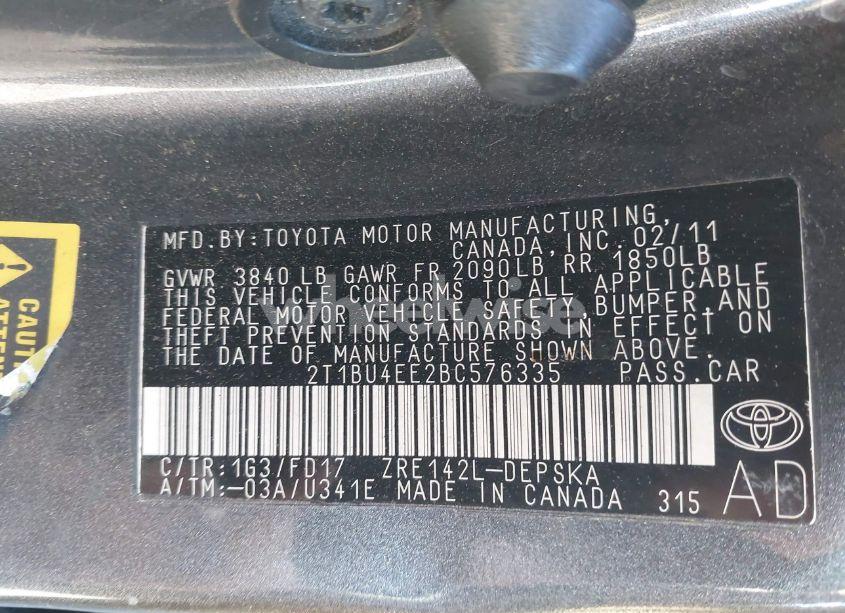 MFD.BY:TOYOTA MOTOR MANUFACTURING,
CANADA,INC.02/11
GVWR 3840 LB GAWR FR 2090LB RR 1850LB
THIS VEHICLE CONFORMS TO ALL APPLICABLE
FEDERAL MOTOR VEHICLE SAFETY,BUMPER,AND
THEFT PREVENTION STANDARDS IN EFFECT ON
THE DATE OF MANUFACTURE SHOWN ABOVE.
2T1BU4EE2BC576335 PASS.CAR
C/TR:1G3/FD17 ZRE142L-DEPSKA
A/TM:-03A/U341E MADE IN CANADA 315 AD
wheelwise